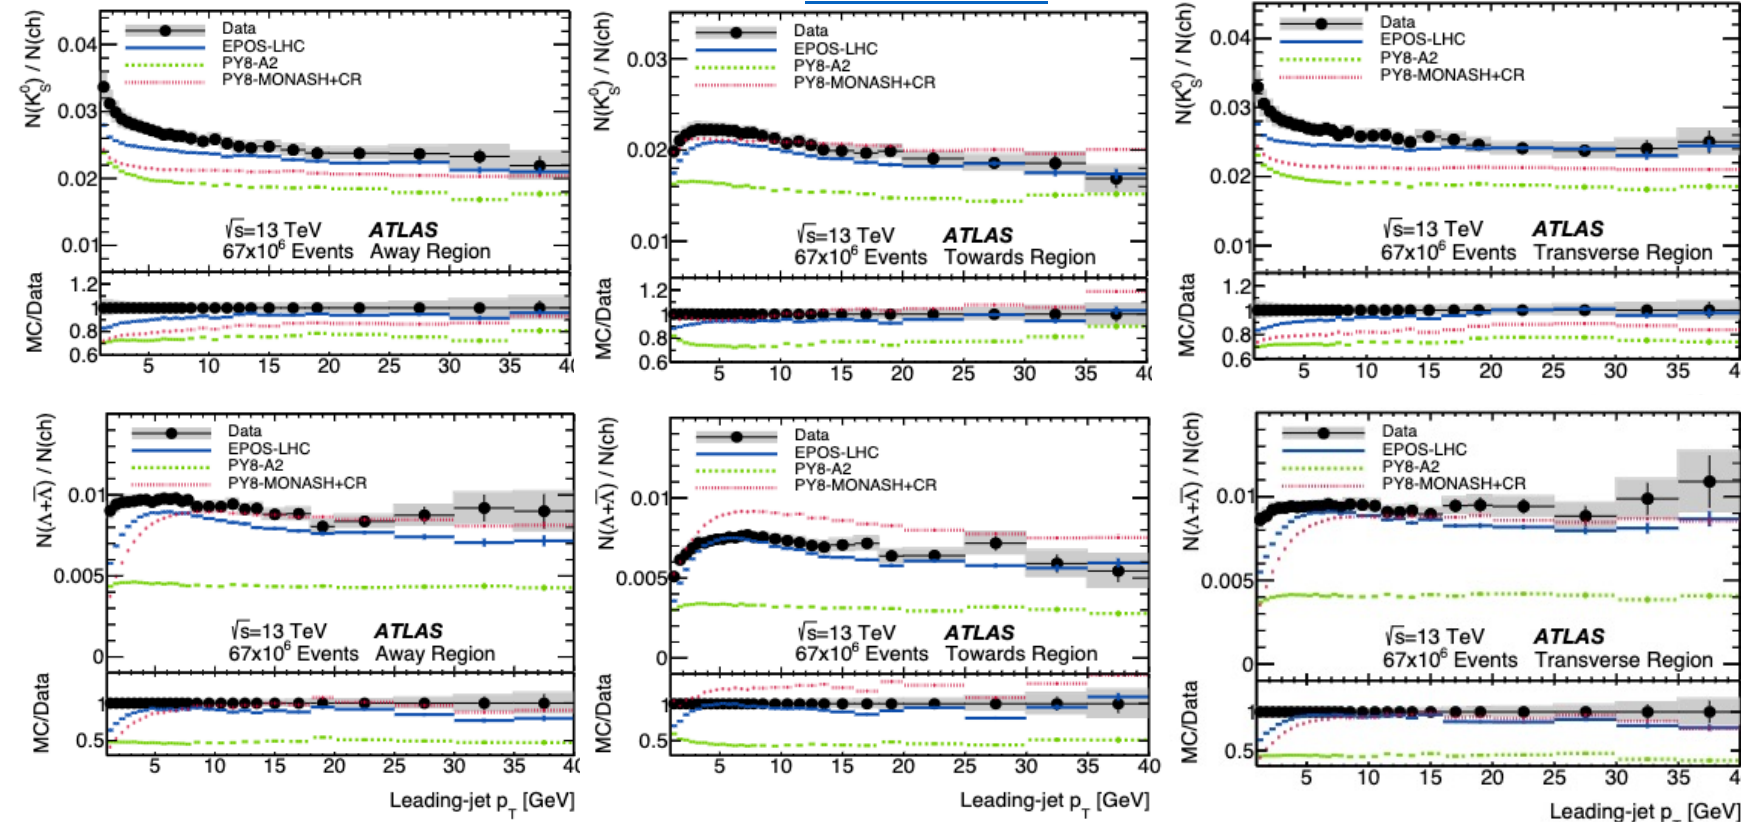 N(K⁰S) / N(ch)
0.04
0.03
0.02
0.01
Data
EPOS-LHC
PY8-A2
PY8-MONASH+CR
√s=13 TeV ATLAS
67x10⁶ Events Away Region
MC/Data
1.2
1
0.8
0.6
5 10 15 20 25 30 35
N(K⁰S) / N(ch)
0.03
0.02
0.01
Data
EPOS-LHC
PY8-A2
PY8-MONASH+CR
√s=13 TeV ATLAS
67x10⁶ Events Towards Region
MC/Data
1.2
1
0.8
0.6
5 10 15 20 25 30 35
N(K⁰S) / N(ch)
0.04
0.03
0.02
0.01
Data
EPOS-LHC
PY8-A2
PY8-MONASH+CR
√s=13 TeV ATLAS
67x10⁶ Events Transverse Region
MC/Data
1.2
1
0.8
0.6
5 10 15 20 25 30 35
N(Λ+Λ̅) / N(ch)
0.01
0.005
0
Data
EPOS-LHC
PY8-A2
PY8-MONASH+CR
√s=13 TeV ATLAS
67x10⁶ Events Away Region
MC/Data
1
0.5
5 10 15 20 25 30 35
Leading-jet pT [GeV]
N(Λ+Λ̅) / N(ch)
0.01
0.005
0
Data
EPOS-LHC
PY8-A2
PY8-MONASH+CR
√s=13 TeV ATLAS
67x10⁶ Events Towards Region
MC/Data
1
0.5
5 10 15 20 25 30 35 40
Leading-jet pT [GeV]
N(Λ+Λ̅) / N(ch)
0.01
0.005
0
Data
EPOS-LHC
PY8-A2
PY8-MONASH+CR
√s=13 TeV ATLAS
67x10⁶ Events Transverse Region
MC/Data
1
0.5
5 10 15 20 25 30 35
Leading-jet p [GeV]